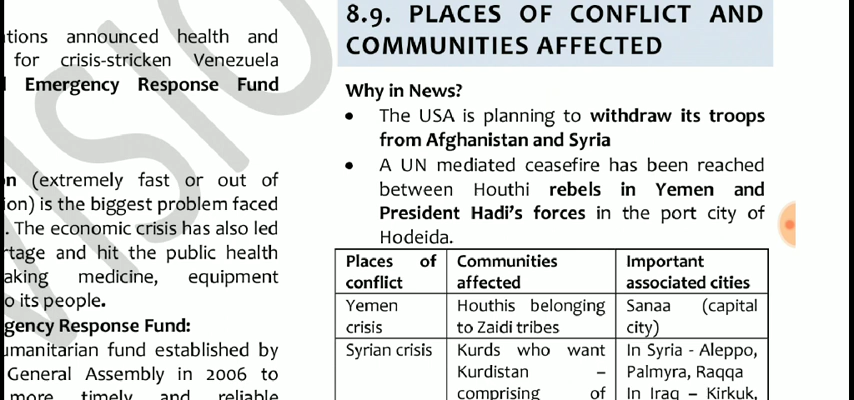 tions announced health and
for crisis-stricken Venezuela
Emergency Response Fund
n (extremely fast or out of
ion) is the biggest problem faced
. The economic crisis has also led
rtage and hit the public health
aking medicine, equipment
o its people.
gency Response Fund:
umanitarian fund established by
General Assembly in 2006 to
more timely and reliable
8.9. PLACES OF CONFLICT AND
COMMUNITIES AFFECTED
Why in News?
• The USA is planning to withdraw its troops
from Afghanistan and Syria
• A UN mediated ceasefire has been reached
between Houthi rebels in Yemen and
President Hadi's forces in the port city of
Hodeida.
Places of conflict
Communities affected
Important associated cities
Yemen crisis
Houthis belonging to Zaidi tribes
Sanaa (capital city)
Syrian crisis
Kurds who want
Kurdistan –
comprising of
In Syria - Aleppo,
Palmyra, Raqqa
In Iraq – Kirkuk,